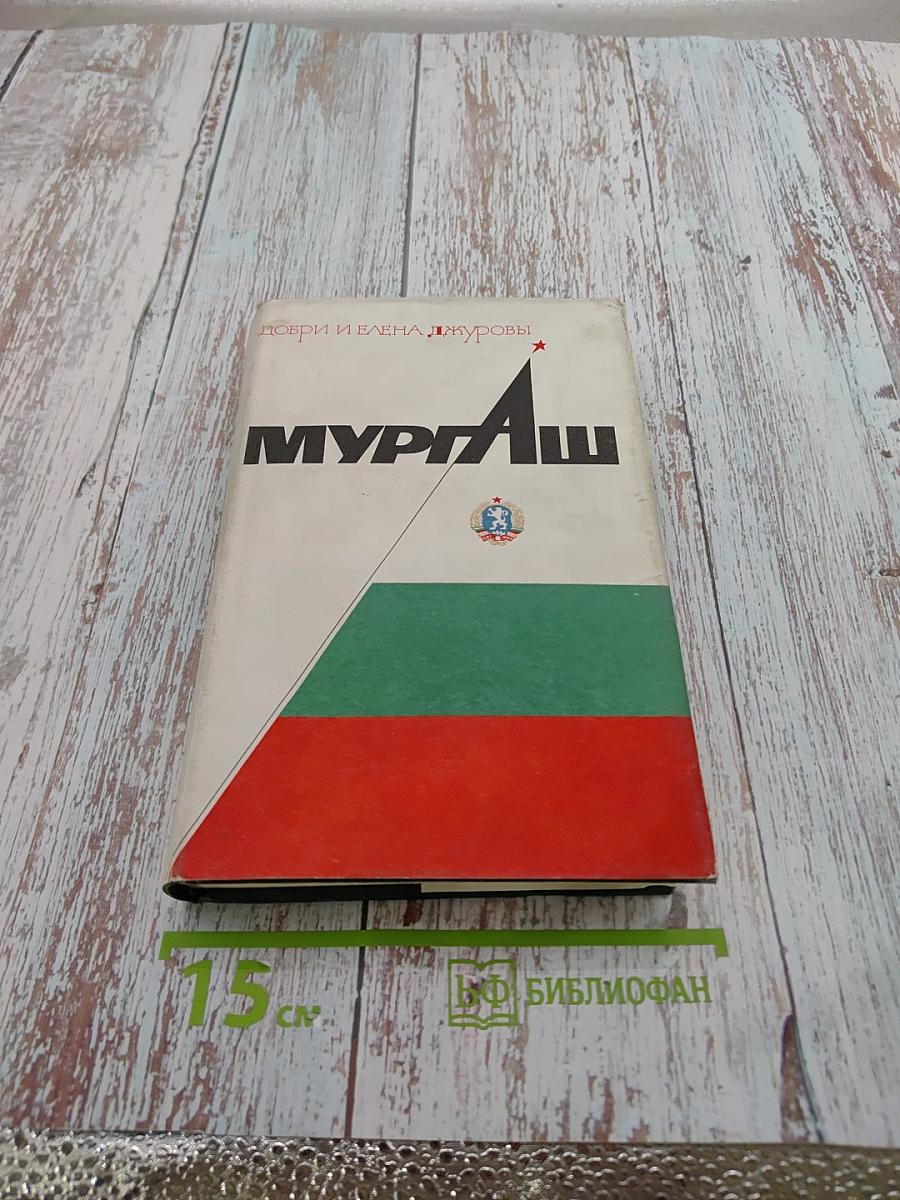 ДОБРИ И ЕЛЕНА ДЖУРОВЫ
МУРГАШ
15 см
БФ БИБЛИОФАН